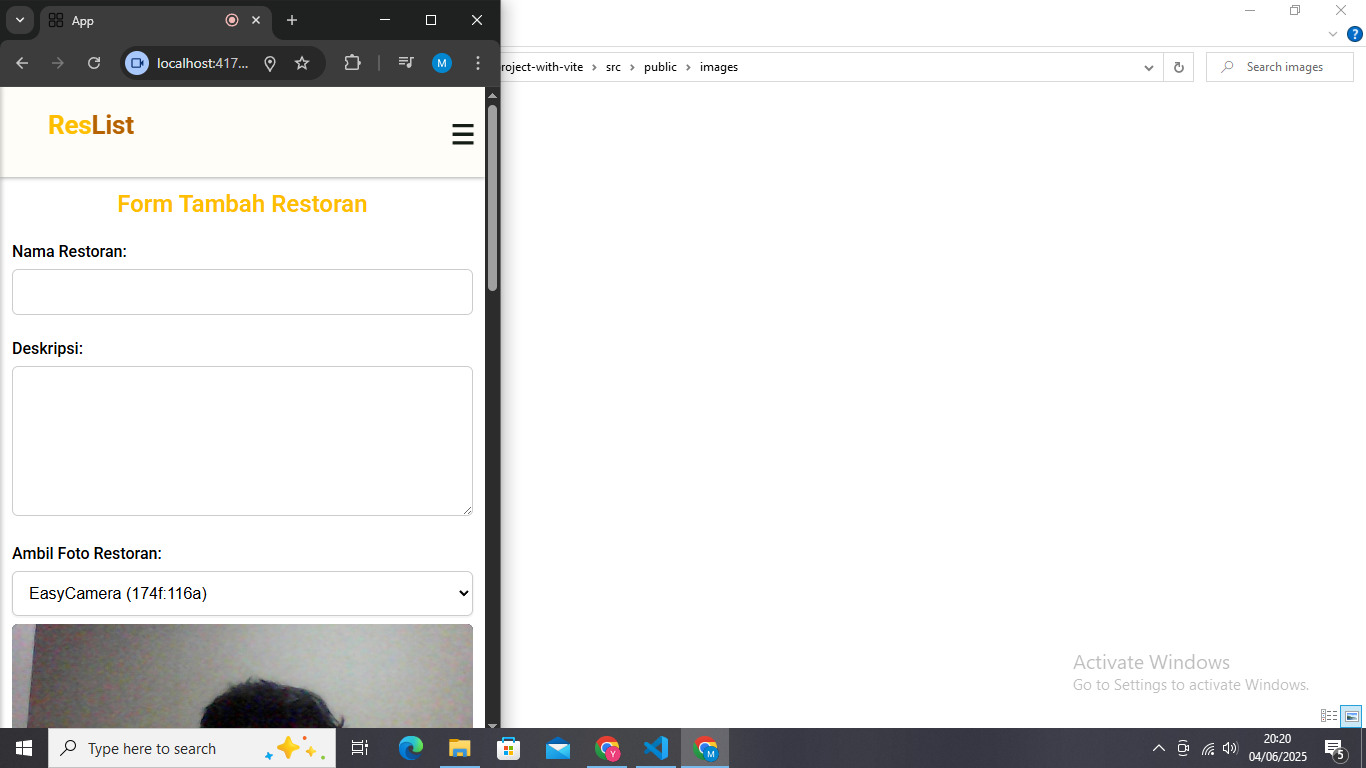 App
localhost:417...
M
ResList
Form Tambah Restoran
Nama Restoran:
Deskripsi:
Ambil Foto Restoran:
EasyCamera (174f:116a)
roject-with-vite
src
public
images
Search images
?
Activate Windows
Go to Settings to activate Windows.
Type here to search
Y
M
20:20
04/06/2025
5